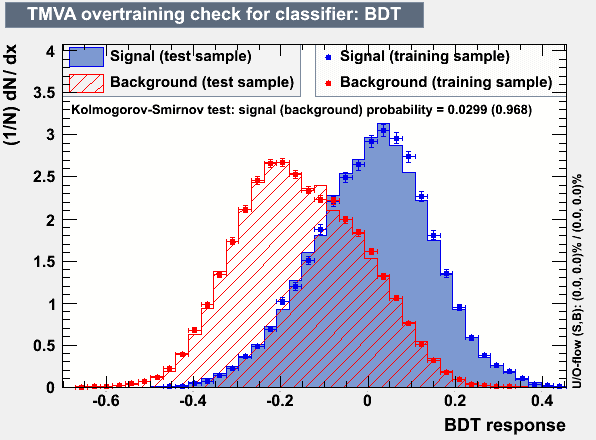 TMVA overtraining check for classifier: BDT
(1/N) dN / dx
Signal (test sample)
Signal (training sample)
Background (test sample)
Background (training sample)
Kolmogorov-Smirnov test: signal (background) probability = 0.0299 (0.968)
4
3.5
3
2.5
2
1.5
1
0.5
0
-0.6
-0.4
-0.2
0
0.2
0.4
BDT response
U/O-flow (S,B): (0.0, 0.0)% / (0.0, 0.0)%